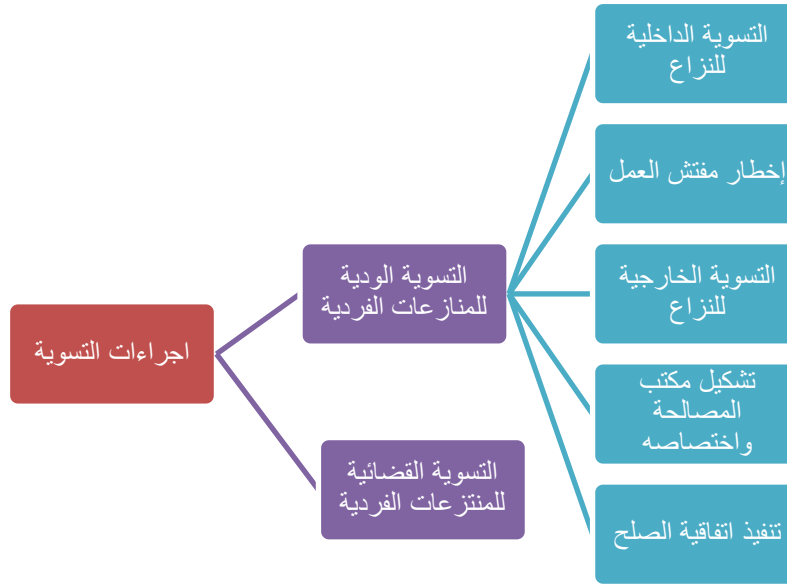 اجراءات التسوية
التسوية الودية
للمنازعات الفردية
التسوية الداخلية
للنزاع
إخطار مفتش العمل
التسوية الخارجية
للنزاع
تشكيل مكتب
المصالحة
واختصاصه
تنفيذ اتفاقية الصلح
التسوية القضائية
للمنتزعات الفردية